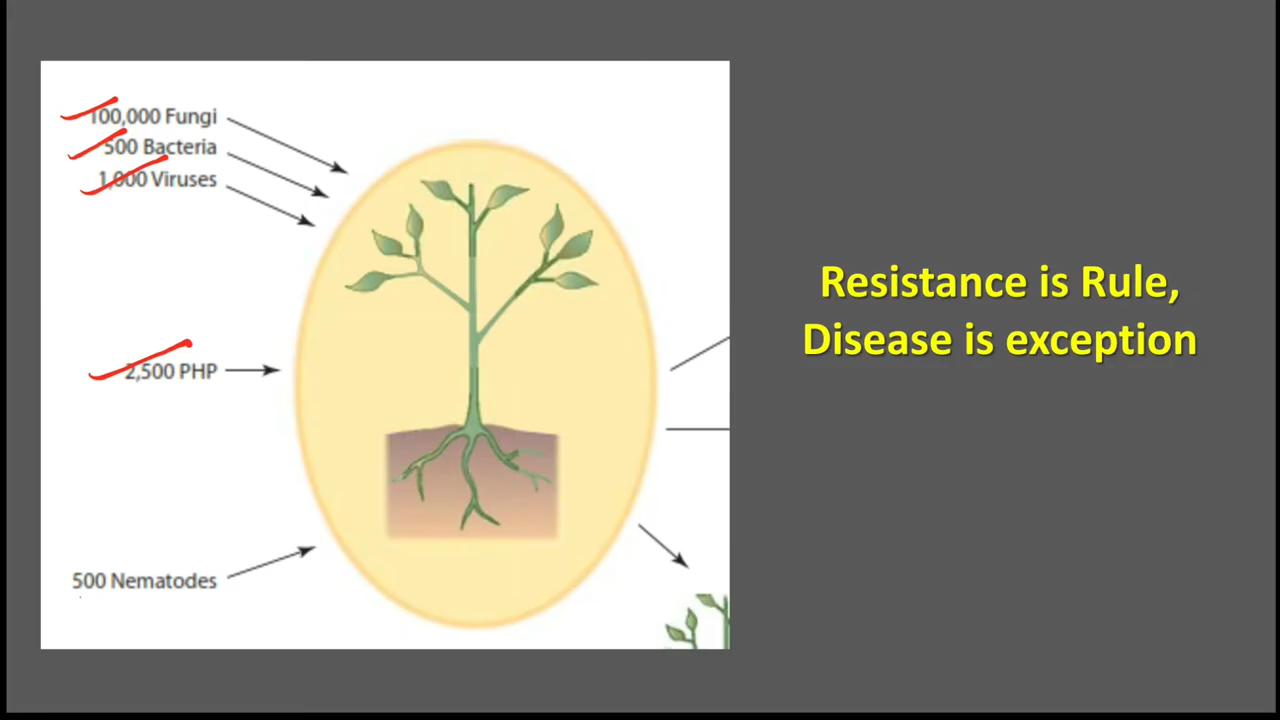 100,000 Fungi
500 Bacteria
1,000 Viruses
2,500 PHP
500 Nematodes
Resistance is Rule,
Disease is exception